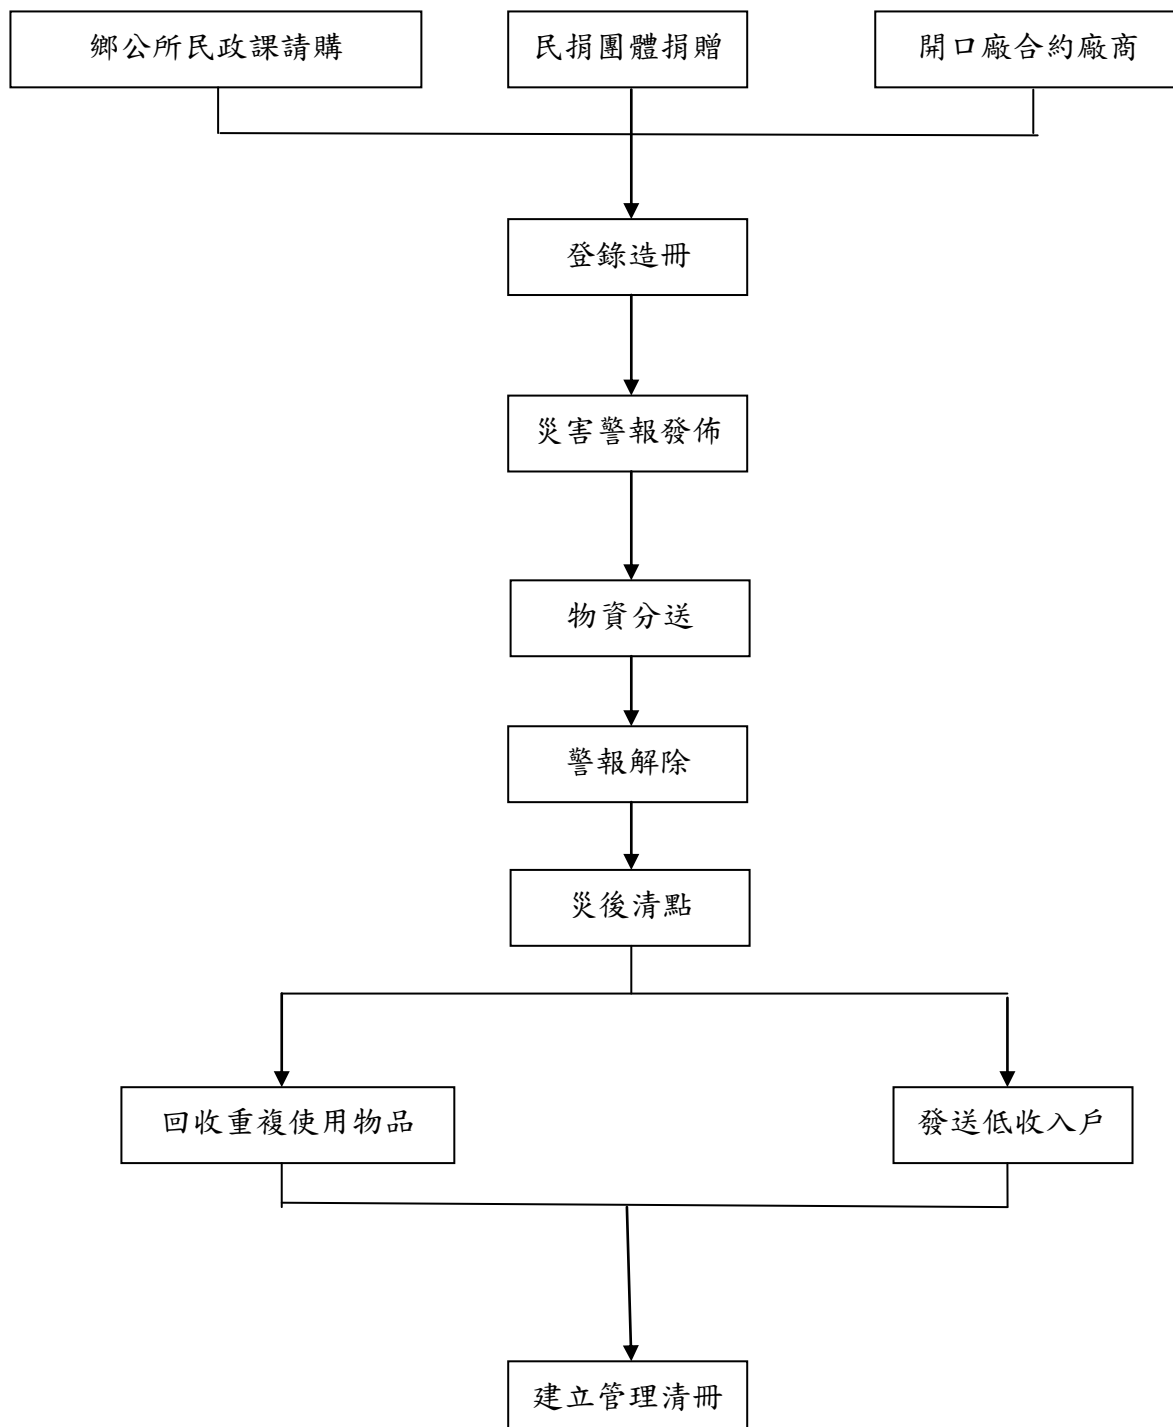 鄉公所民政課請購
民捐團體捐贈
開口廠合約廠商
登錄造冊
災害警報發佈
物資分送
警報解除
災後清點
回收重複使用物品
發送低收入戶
建立管理清冊